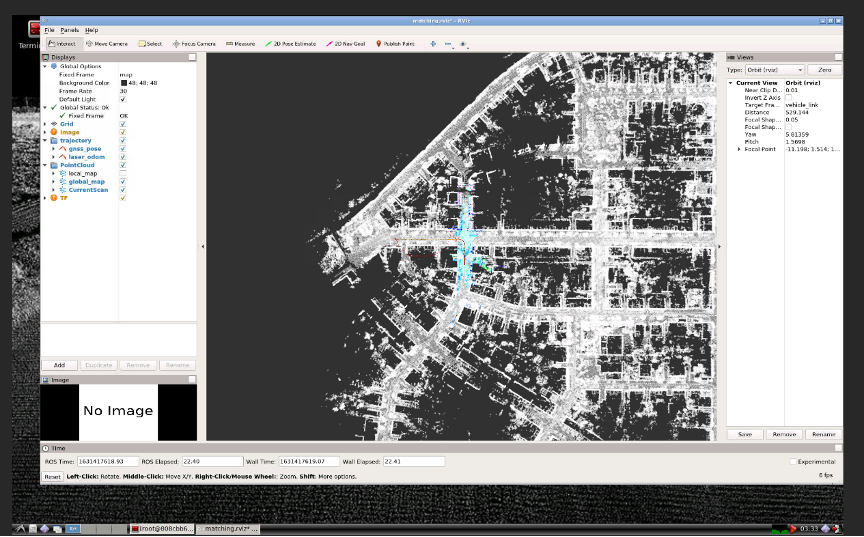 matching.rviz* - RViz
File Panels Help
Interact Move Camera Select Focus Camera Measure 2D Pose Estimate 2D Nav Goal Publish Point
Displays
Global Options
Fixed Frame map
Background Color 48; 48; 48
Frame Rate 30
Default Light
Global Status: Ok
Fixed Frame OK
Grid
Image
trajectory
gnss_pose
laser_odom
PointCloud
local_map
global_map
CurrentScan
TF
Add Duplicate Remove Rename
Image
No Image
Views
Type: Orbit (rviz) Zero
Current View Orbit (rviz)
Near Clip D... 0.01
Invert Z Axis
Target Fra... vehicle_link
Distance 529.144
Focal Shap... 0.05
Focal Shap...
Yaw 5.81359
Pitch 1.5698
Focal Point -11.198; 1.514; 1...
Save Remove Rename
Time
ROS Time: 1631417618.93 ROS Elapsed: 22.40 Wall Time: 1631417619.07 Wall Elapsed: 22.41 Experimental
Reset Left-Click: Rotate. Middle-Click: Move X/Y. Right-Click/Mouse Wheel: Zoom. Shift: More options. 6 fps
[root@808cbb6... matching.rviz* ... 03:33